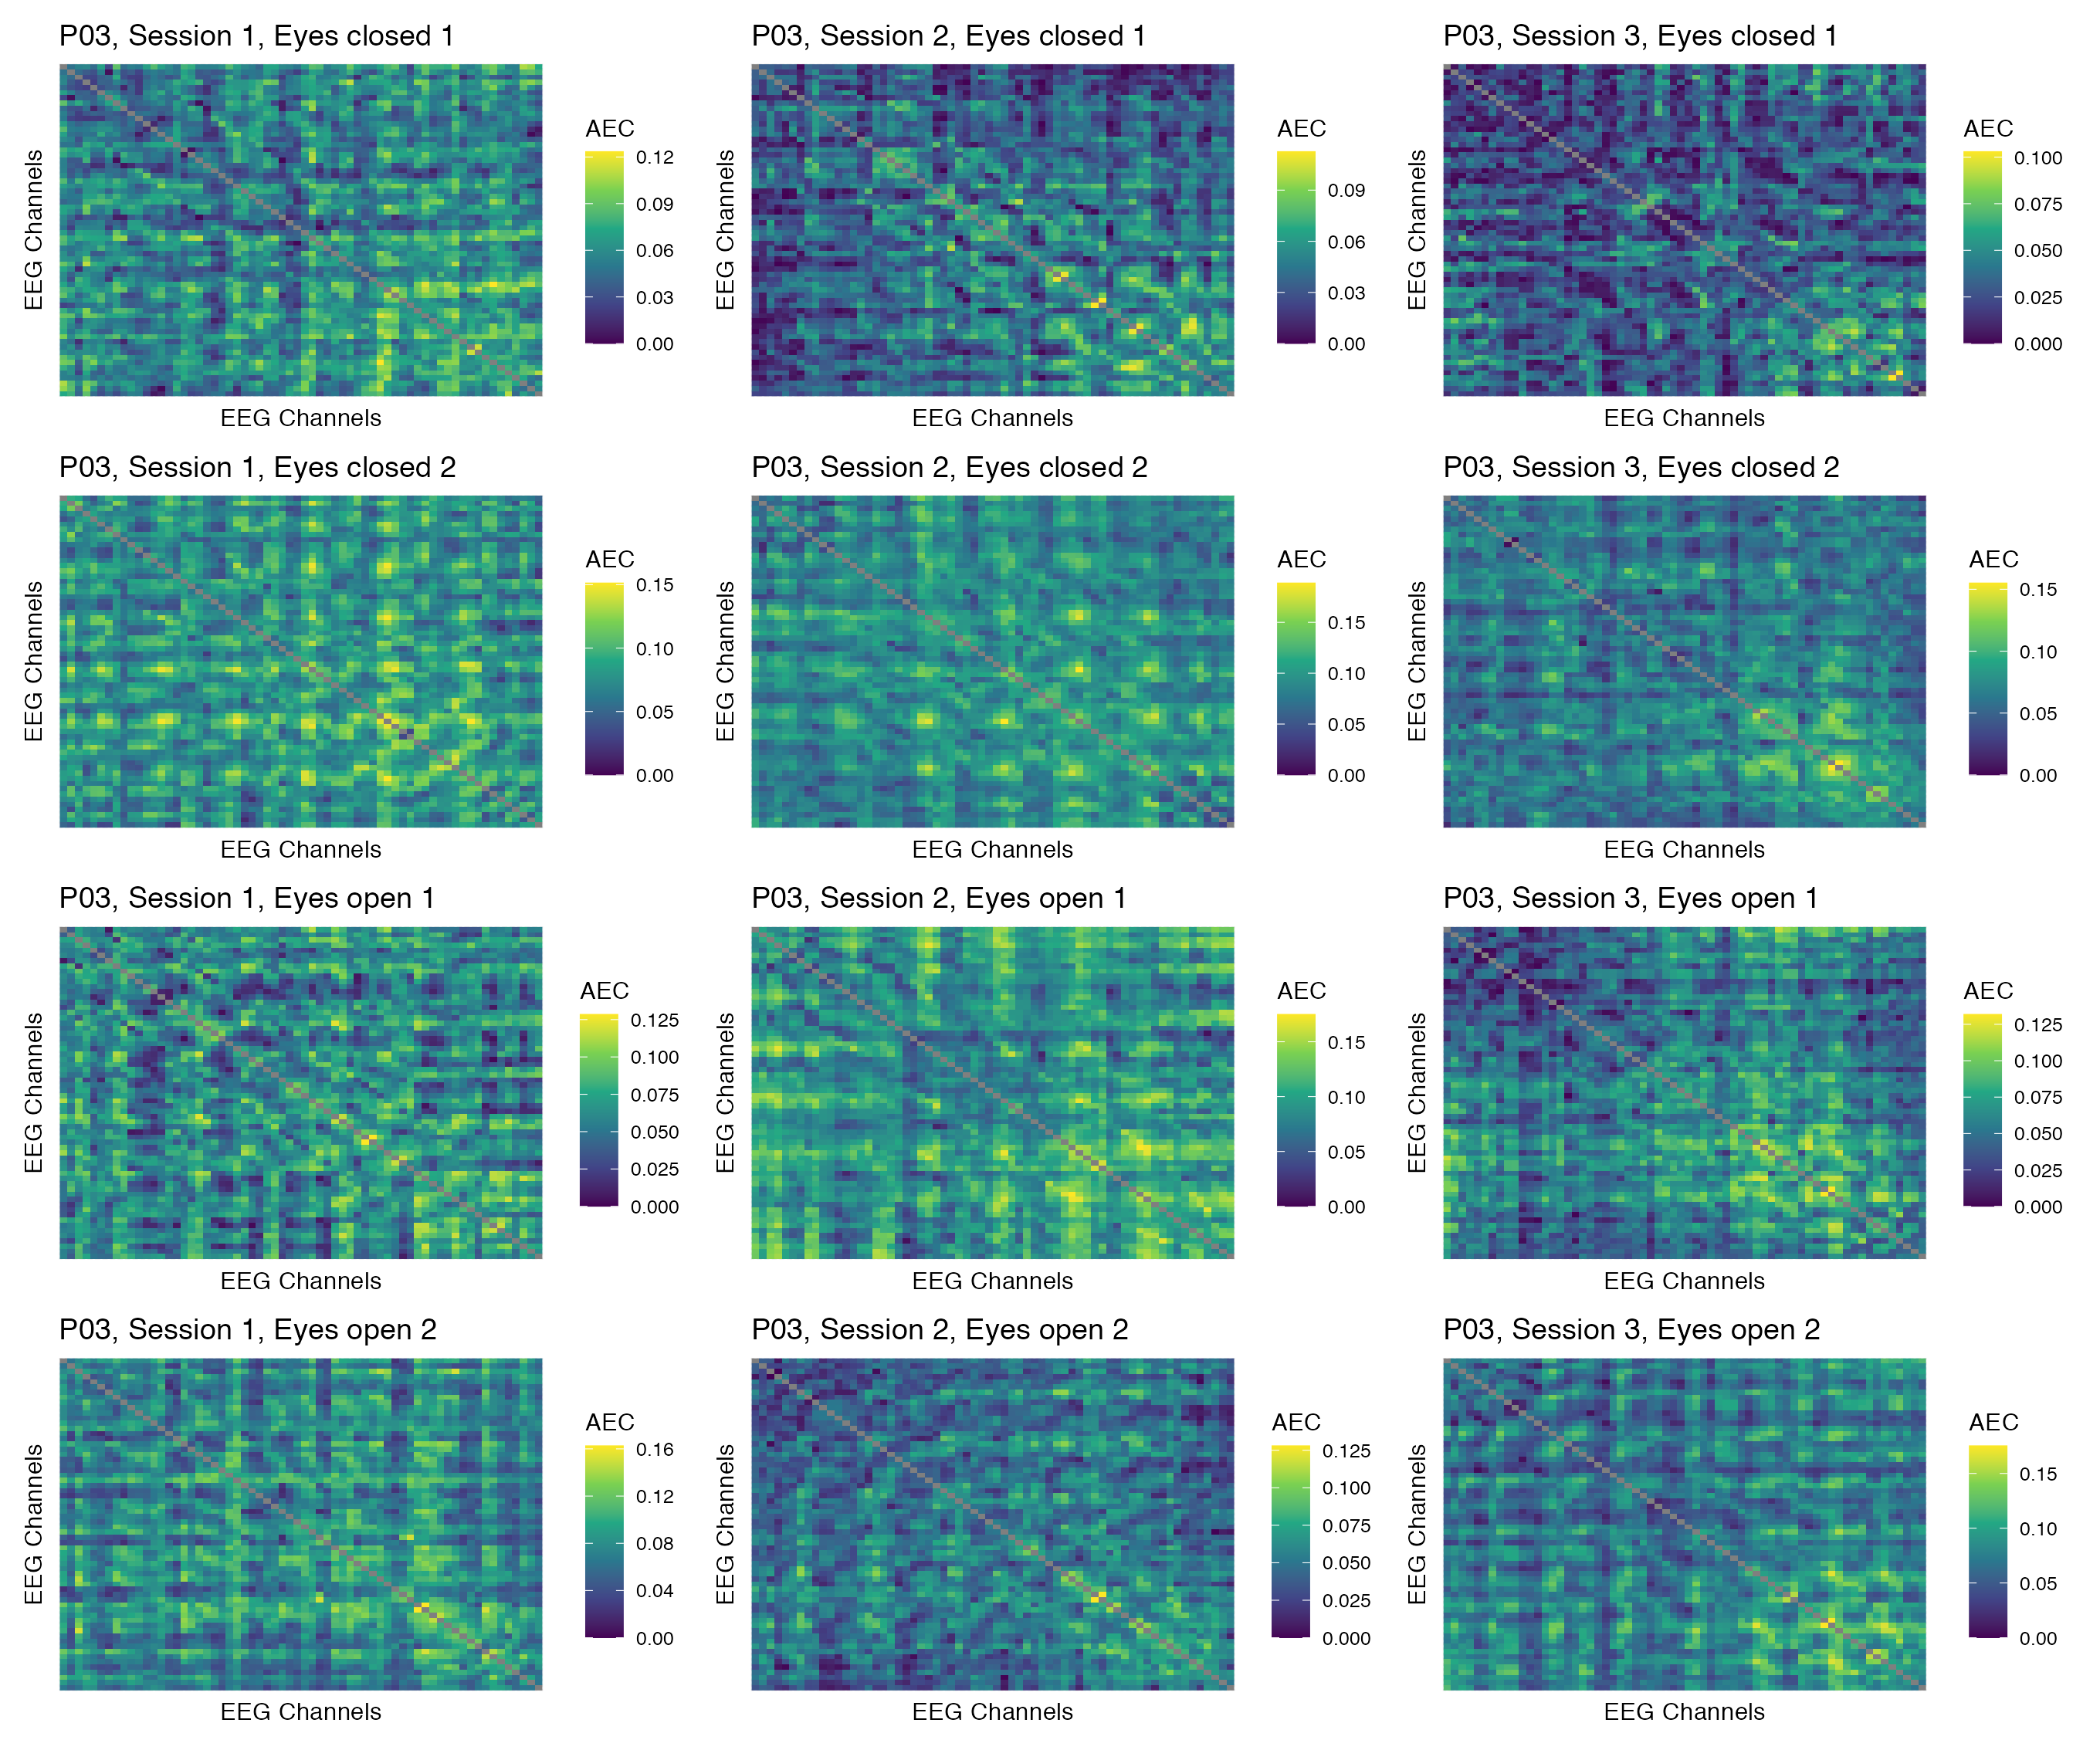 P03, Session 1, Eyes closed 1
EEG Channels
EEG Channels
AEC
0.12
0.09
0.06
0.03
0.00
P03, Session 2, Eyes closed 1
EEG Channels
EEG Channels
AEC
0.09
0.06
0.03
0.00
P03, Session 3, Eyes closed 1
EEG Channels
EEG Channels
AEC
0.100
0.075
0.050
0.025
0.000
P03, Session 1, Eyes closed 2
EEG Channels
EEG Channels
AEC
0.15
0.10
0.05
0.00
P03, Session 2, Eyes closed 2
EEG Channels
EEG Channels
AEC
0.15
0.10
0.05
0.00
P03, Session 3, Eyes closed 2
EEG Channels
EEG Channels
AEC
0.15
0.10
0.05
0.00
P03, Session 1, Eyes open 1
EEG Channels
EEG Channels
AEC
0.125
0.100
0.075
0.050
0.025
0.000
P03, Session 2, Eyes open 1
EEG Channels
EEG Channels
AEC
0.15
0.10
0.05
0.00
P03, Session 3, Eyes open 1
EEG Channels
EEG Channels
AEC
0.125
0.100
0.075
0.050
0.025
0.000
P03, Session 1, Eyes open 2
EEG Channels
EEG Channels
AEC
0.16
0.12
0.08
0.04
0.00
P03, Session 2, Eyes open 2
EEG Channels
EEG Channels
AEC
0.125
0.100
0.075
0.050
0.025
0.000
P03, Session 3, Eyes open 2
EEG Channels
EEG Channels
AEC
0.15
0.10
0.05
0.00